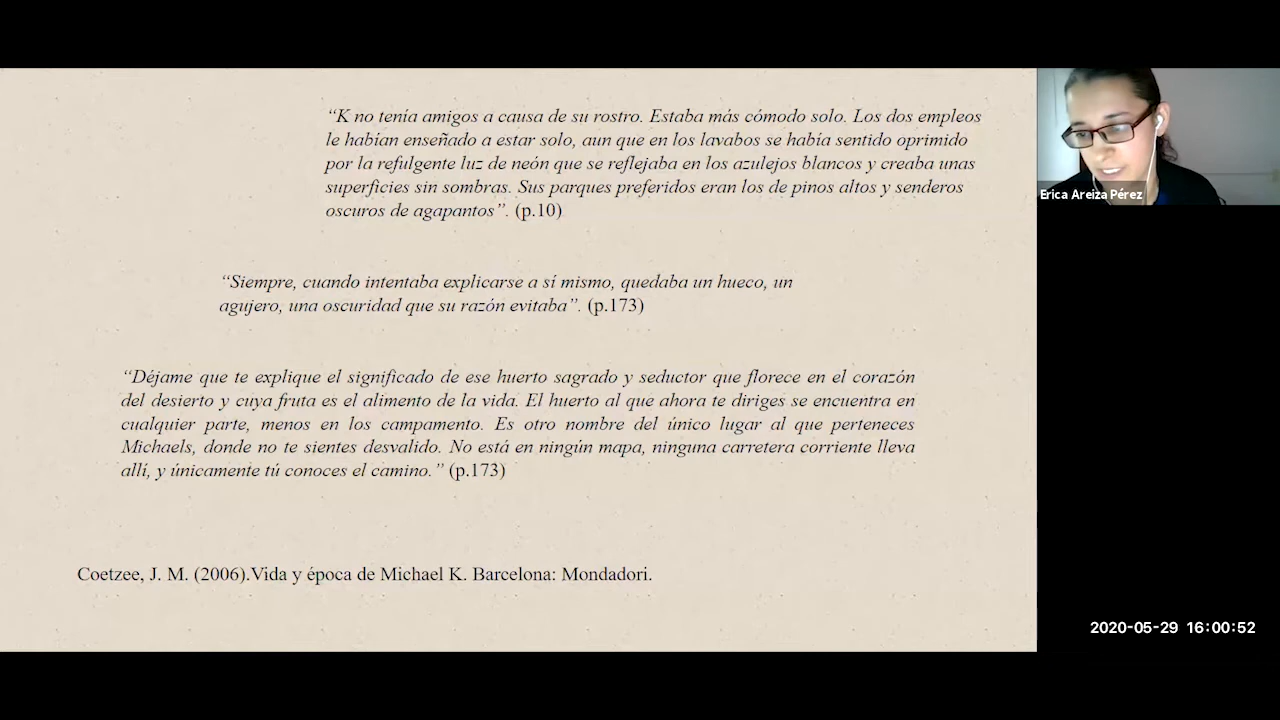 “K no tenía amigos a causa de su rostro. Estaba más cómodo solo. Los dos empleos
le habían enseñado a estar solo, aun que en los lavabos se había sentido oprimido
por la refulgente luz de neón que se reflejaba en los azulejos blancos y creaba unas
superficies sin sombras. Sus parques preferidos eran los de pinos altos y senderos
oscuros de agapantos”. (p.10)
“Siempre, cuando intentaba explicarse a sí mismo, quedaba un hueco, un
agujero, una oscuridad que su razón evitaba”. (p.173)
“Déjame que te explique el significado de ese huerto sagrado y seductor que florece en el corazón
del desierto y cuya fruta es el alimento de la vida. El huerto al que ahora te diriges se encuentra en
cualquier parte, menos en los campamento. Es otro nombre del único lugar al que perteneces
Michaels, donde no te sientes desvalido. No está en ningún mapa, ninguna carretera corriente lleva
allí, y únicamente tú conoces el camino.” (p.173)
Coetzee, J. M. (2006).Vida y época de Michael K. Barcelona: Mondadori.
Erica Areiza Pérez
2020-05-29 16:00:52